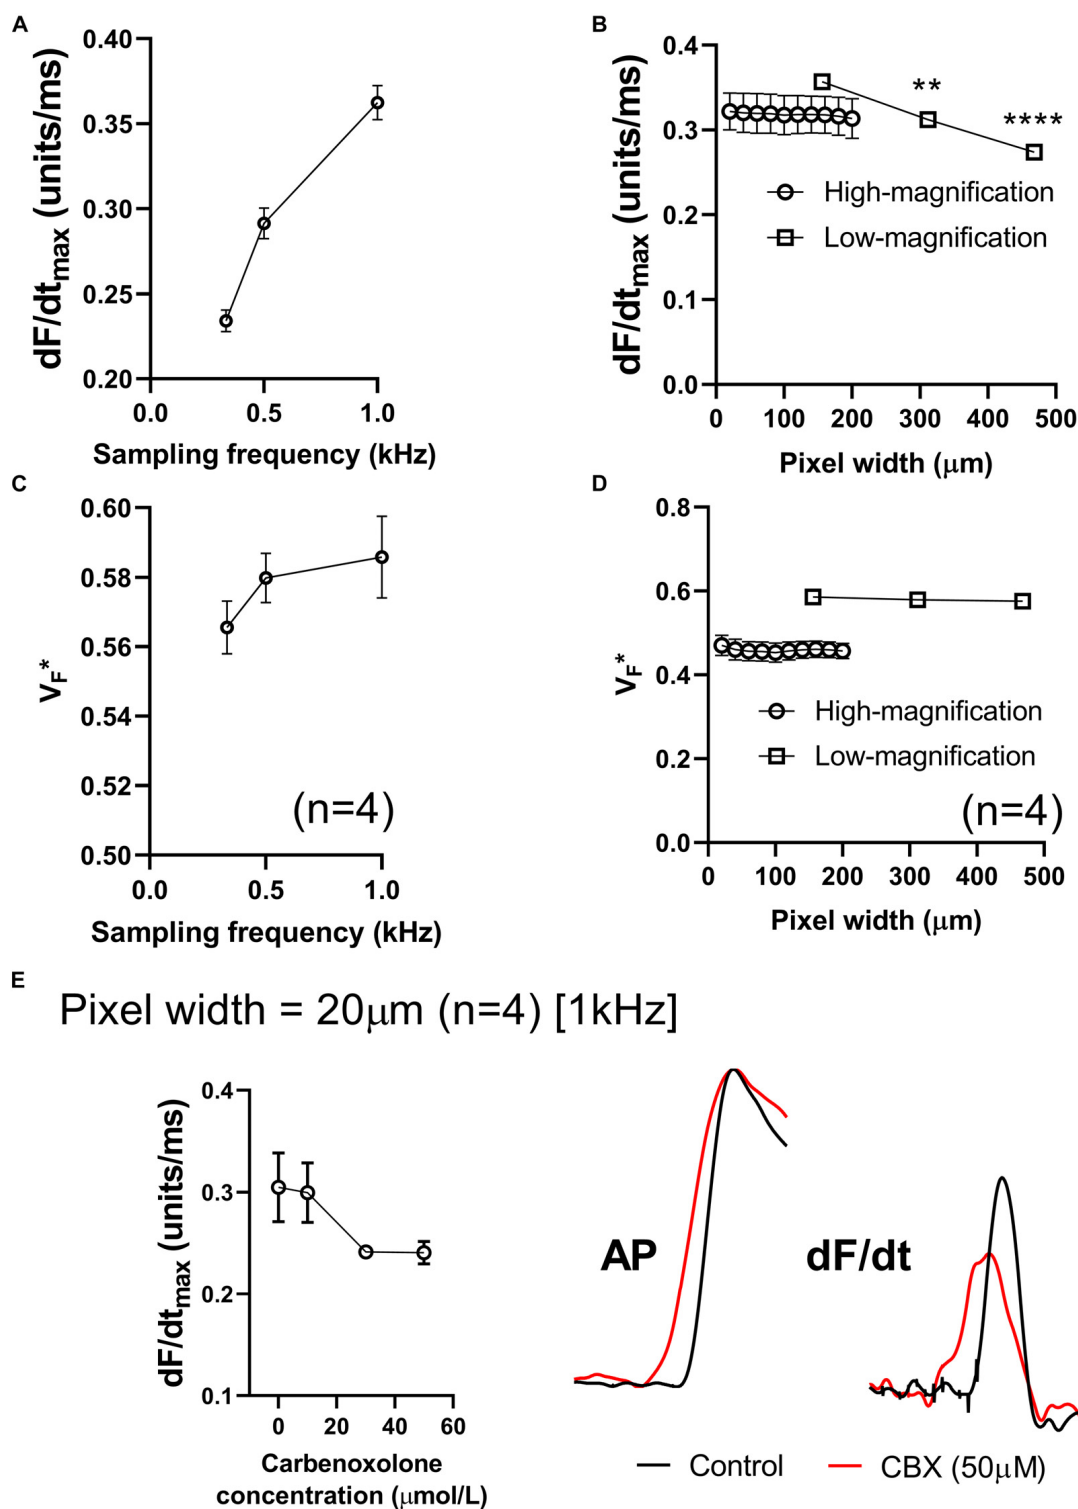 A
dF/dtmax (units/ms)
0.40
0.35
0.30
0.25
0.20
0.0 0.5 1.0
Sampling frequency (kHz)
B
dF/dtmax (units/ms)
0.4
0.3
0.2
0.1
0.0
** ****
High-magnification
Low-magnification
0 100 200 300 400 500
Pixel width (μm)
C
VF*
0.60
0.58
0.56
0.54
0.52
0.50
(n=4)
0.0 0.5 1.0
Sampling frequency (kHz)
D
VF*
0.8
0.6
0.4
0.2
0.0
High-magnification
Low-magnification
(n=4)
0 100 200 300 400 500
Pixel width (μm)
E
Pixel width = 20μm (n=4) [1kHz]
dF/dtmax (units/ms)
0.4
0.3
0.2
0.1
0 20 40 60
Carbenoxolone
concentration (μmol/L)
AP
dF/dt
Control CBX (50μM)